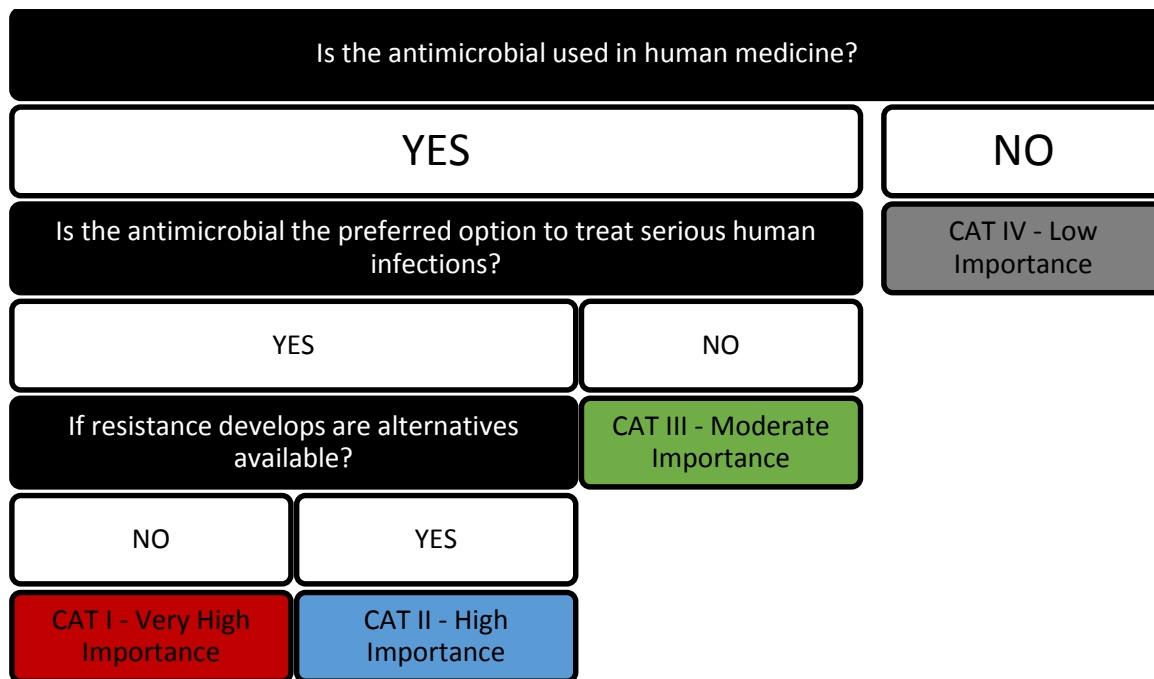 Is the antimicrobial used in human medicine?
YES
NO
Is the antimicrobial the preferred option to treat serious human
infections?
CAT IV - Low
Importance
YES
NO
If resistance develops are alternatives
available?
CAT III - Moderate
Importance
NO
YES
CAT I - Very High
Importance
CAT II - High
Importance